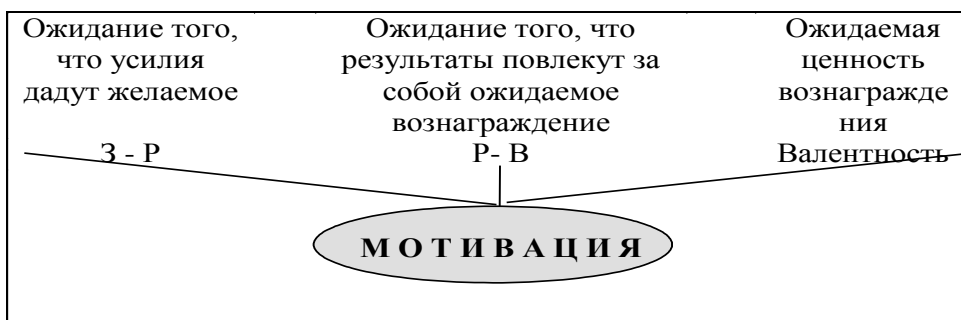 Ожидание того,
что усилия
дадут желаемое
З - Р
Ожидание того, что
результаты повлекут за
собой ожидаемое
вознаграждение
Р- В
Ожидаемая
ценность
вознагражде
ния
Валентность
М О Т И В А Ц И Я